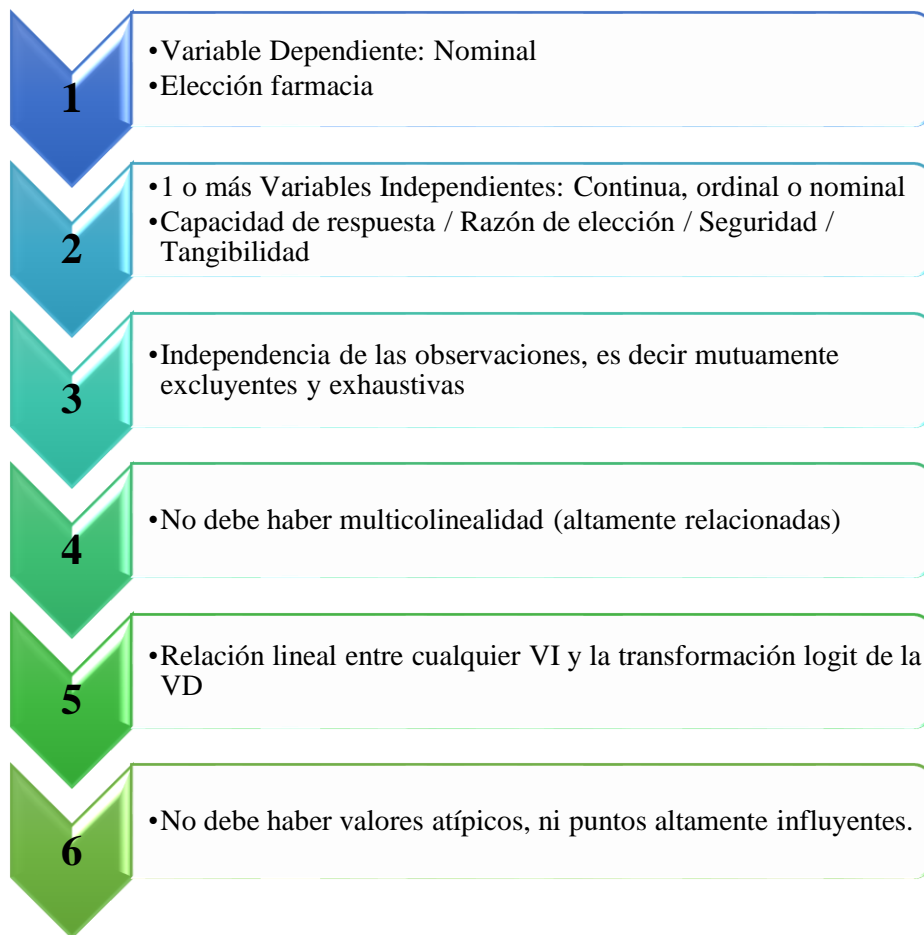 1
•Variable Dependiente: Nominal
•Elección farmacia
2
•1 o más Variables Independientes: Continua, ordinal o nominal
•Capacidad de respuesta / Razón de elección / Seguridad /
Tangibilidad
3
•Independencia de las observaciones, es decir mutuamente
excluyentes y exhaustivas
4
•No debe haber multicolinealidad (altamente relacionadas)
5
•Relación lineal entre cualquier VI y la transformación logit de la
VD
6
•No debe haber valores atípicos, ni puntos altamente influyentes.